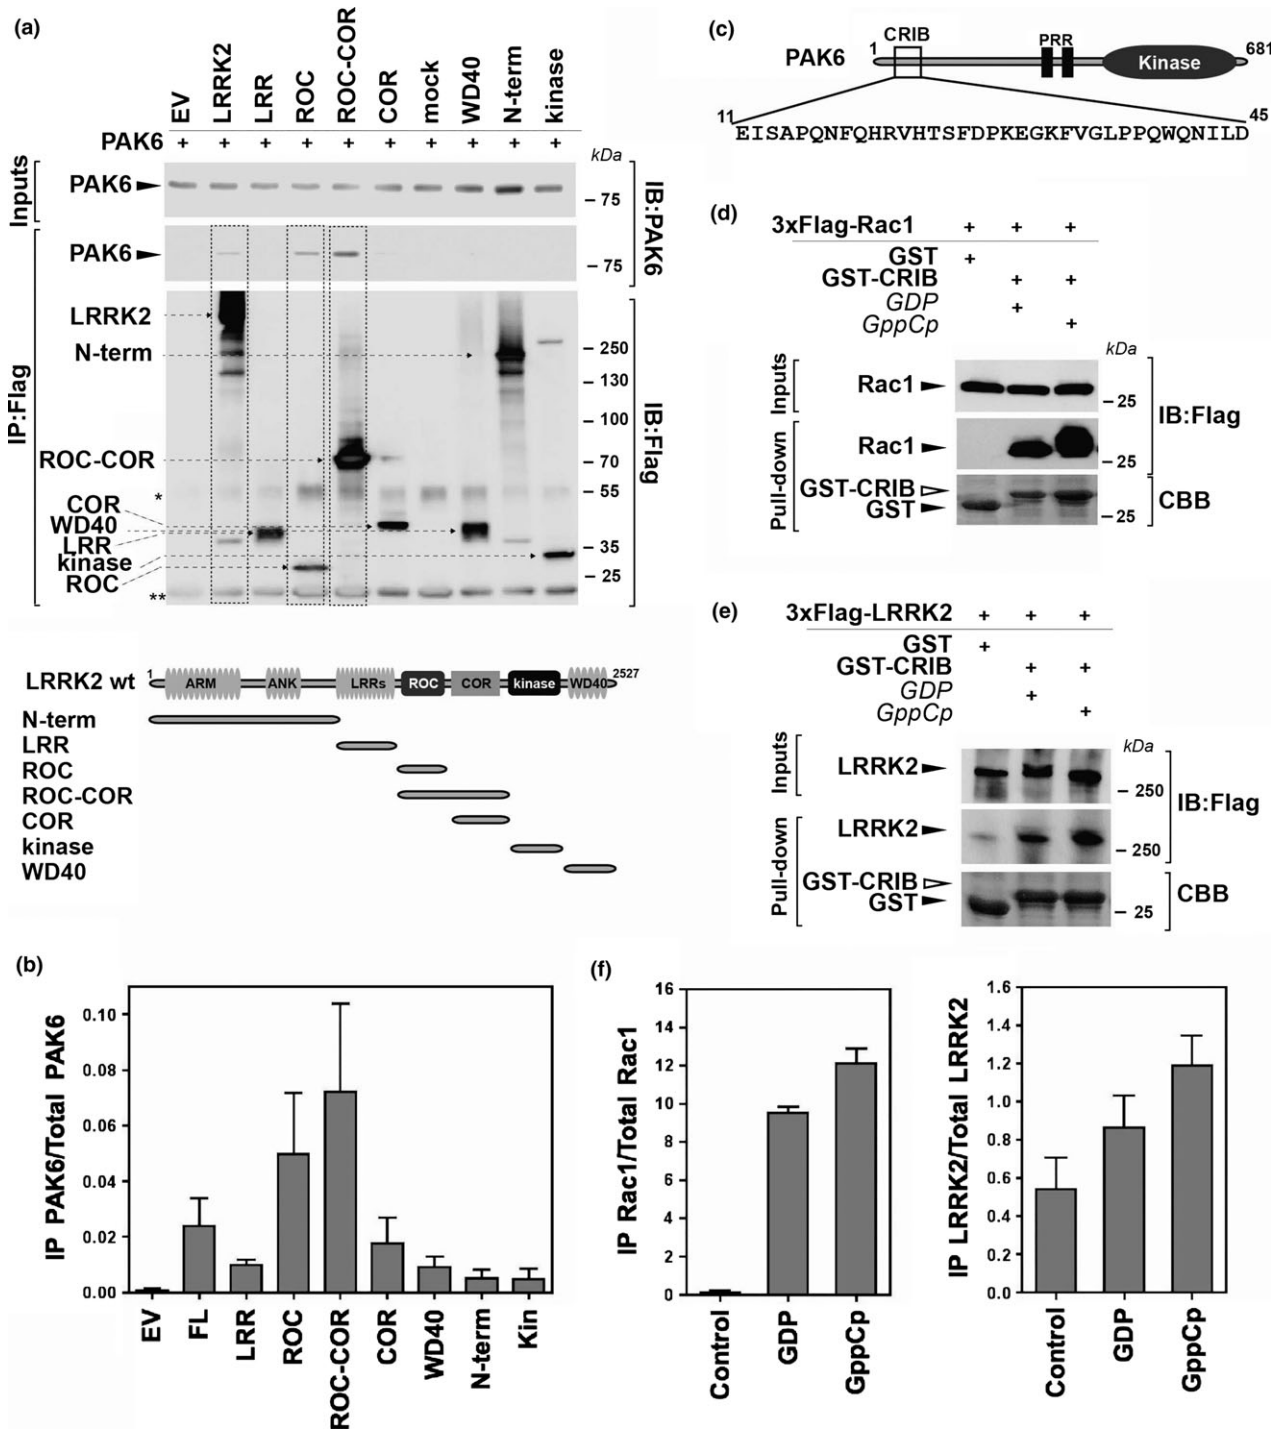 (a)
EV
LRRK2
LRR
ROC
ROC-COR
COR
mock
WD40
N-term
kinase
PAK6 + + + + + + + + + +
kDa
Inputs
PAK6
– 75
PAK6
– 75
IB:PAK6
IP:Flag
LRRK2
N-term
ROC-COR
COR
WD40
LRR
kinase
ROC
*
**
– 250
– 130
– 100
– 70
– 55
– 35
– 25
IB:Flag
LRRK2 wt
1
ARM
ANK
LRRs
ROC
COR
kinase
WD40
2527
N-term
LRR
ROC
ROC-COR
COR
kinase
WD40
(b)
IP PAK6/Total PAK6
0.10
0.08
0.06
0.04
0.02
0.00
EV
FL
LRR
ROC
ROC-COR
COR
WD40
N-term
Kin
(c)
CRIB
PRR
PAK6
1
Kinase
681
11
45
EISAPQNFQHRVHTSFDPKEGKFVGLPPQWQNILD
(d)
3xFlag-Rac1 + + +
GST +
GST-CRIB + +
GDP +
GppCp +
kDa
Inputs
Rac1
– 25
Pull-down
Rac1
– 25
IB:Flag
GST-CRIB
GST
– 25
CBB
(e)
3xFlag-LRRK2 + + +
GST +
GST-CRIB + +
GDP +
GppCp +
kDa
Inputs
LRRK2
– 250
Pull-down
LRRK2
– 250
IB:Flag
GST-CRIB
GST
– 25
CBB
(f)
IP Rac1/Total Rac1
16
14
12
10
8
6
4
2
0
Control
GDP
GppCp
IP LRRK2/Total LRRK2
1.6
1.4
1.2
1.0
0.8
0.6
0.4
0.2
0.0
Control
GDP
GppCp